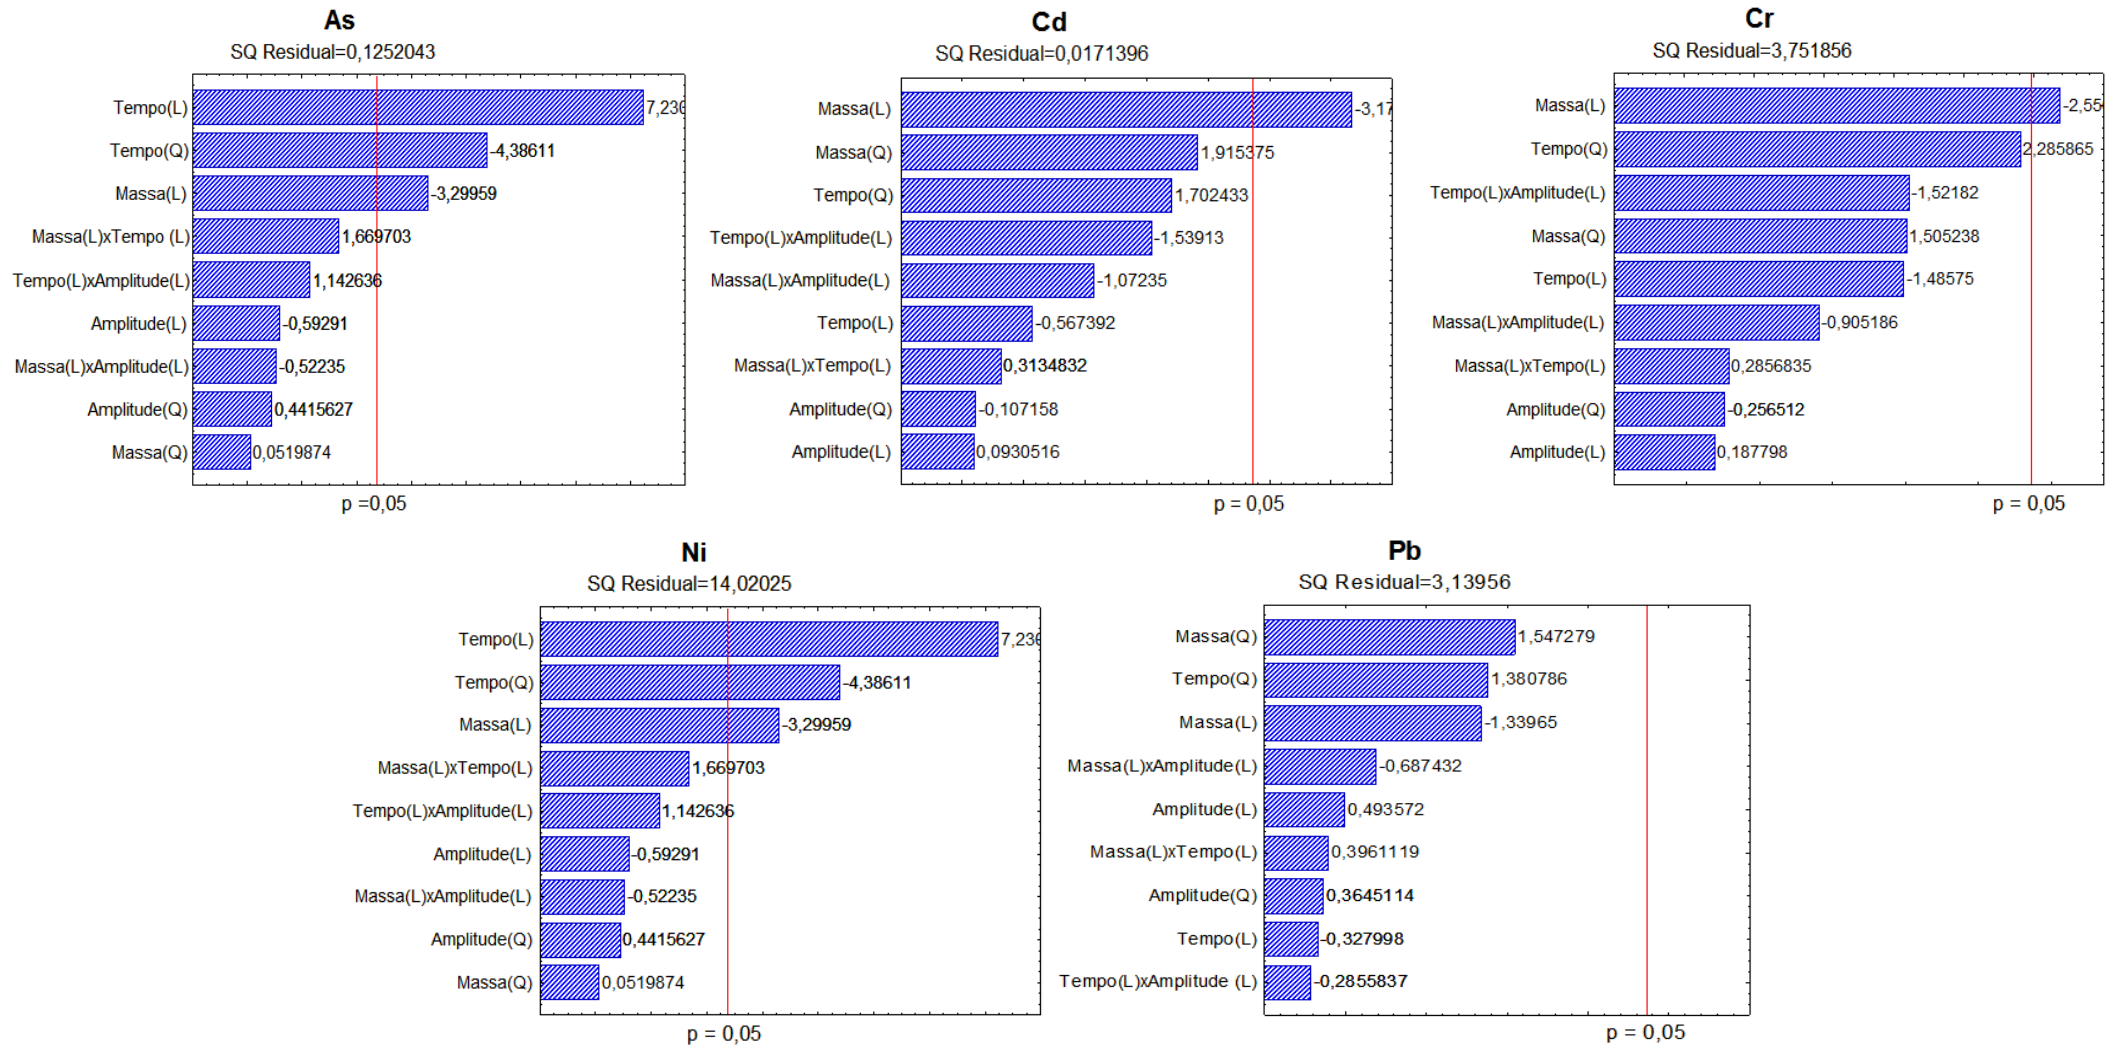 As
SQ Residual=0,1252043
Tempo(L) 7,230
Tempo(Q) -4,38611
Massa(L) -3,29959
Massa(L)xTempo (L) 1,669703
Tempo(L)xAmplitude(L) 1,142636
Amplitude(L) -0,59291
Massa(L)xAmplitude(L) -0,52235
Amplitude(Q) 0,4415627
Massa(Q) 0,0519874
p =0,05
Cd
SQ Residual=0,0171396
Massa(L) -3,17
Massa(Q) 1,915375
Tempo(Q) 1,702433
Tempo(L)xAmplitude(L) -1,53913
Massa(L)xAmplitude(L) -1,07235
Tempo(L) -0,567392
Massa(L)xTempo(L) 0,3134832
Amplitude(Q) -0,107158
Amplitude(L) 0,0930516
p = 0,05
Cr
SQ Residual=3,751856
Massa(L) -2,55
Tempo(Q) 2,285865
Tempo(L)xAmplitude(L) -1,52182
Massa(Q) 1,505238
Tempo(L) -1,48575
Massa(L)xAmplitude(L) -0,905186
Massa(L)xTempo(L) 0,2856835
Amplitude(Q) -0,256512
Amplitude(L) 0,187798
p = 0,05
Ni
SQ Residual=14,02025
Tempo(L) 7,230
Tempo(Q) -4,38611
Massa(L) -3,29959
Massa(L)xTempo(L) 1,669703
Tempo(L)xAmplitude(L) 1,142636
Amplitude(L) -0,59291
Massa(L)xAmplitude(L) -0,52235
Amplitude(Q) 0,4415627
Massa(Q) 0,0519874
p = 0,05
Pb
SQ Residual=3,13956
Massa(Q) 1,547279
Tempo(Q) 1,380786
Massa(L) -1,33965
Massa(L)xAmplitude(L) -0,687432
Amplitude(L) 0,493572
Massa(L)xTempo(L) 0,3961119
Amplitude(Q) 0,3645114
Tempo(L) -0,327998
Tempo(L)xAmplitude (L) -0,2855837
p = 0,05